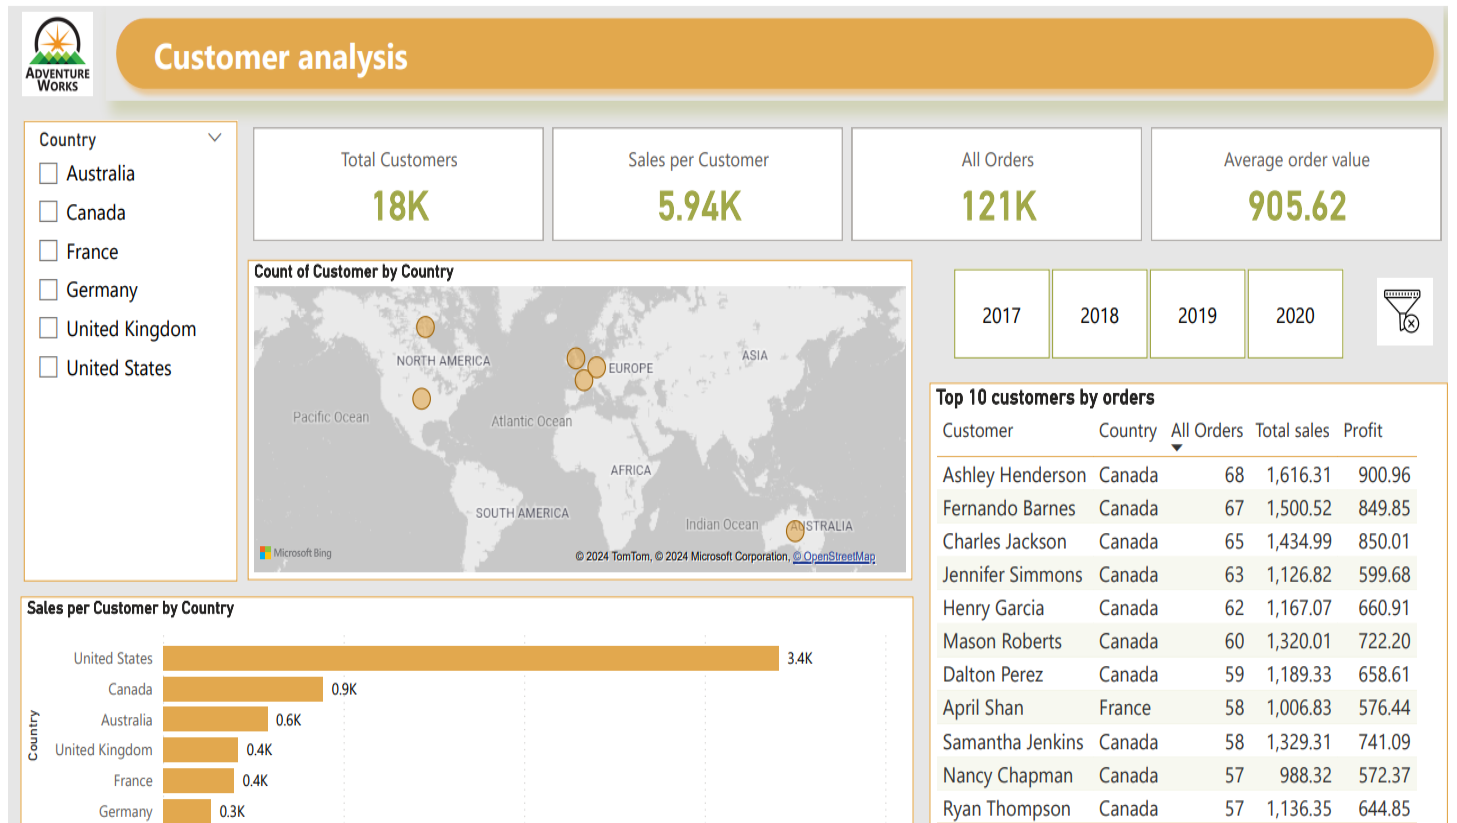 ADVENTURE
WORKS
Customer analysis
Country
Australia
Canada
France
Germany
United Kingdom
United States
Total Customers
18K
Sales per Customer
5.94K
All Orders
121K
Average order value
905.62
Count of Customer by Country
NORTH AMERICA
EUROPE
ASIA
Pacific Ocean
Atlantic Ocean
AFRICA
SOUTH AMERICA
Indian Ocean
AUSTRALIA
Microsoft Bing
© 2024 TomTom, © 2024 Microsoft Corporation, © OpenStreetMap
2017 2018 2019 2020
Sales per Customer by Country
Country
United States 3.4K
Canada 0.9K
Australia 0.6K
United Kingdom 0.4K
France 0.4K
Germany 0.3K
Top 10 customers by orders
Customer Country All Orders Total sales Profit
Ashley Henderson Canada 68 1,616.31 900.96
Fernando Barnes Canada 67 1,500.52 849.85
Charles Jackson Canada 65 1,434.99 850.01
Jennifer Simmons Canada 63 1,126.82 599.68
Henry Garcia Canada 62 1,167.07 660.91
Mason Roberts Canada 60 1,320.01 722.20
Dalton Perez Canada 59 1,189.33 658.61
April Shan France 58 1,006.83 576.44
Samantha Jenkins Canada 58 1,329.31 741.09
Nancy Chapman Canada 57 988.32 572.37
Ryan Thompson Canada 57 1,136.35 644.85